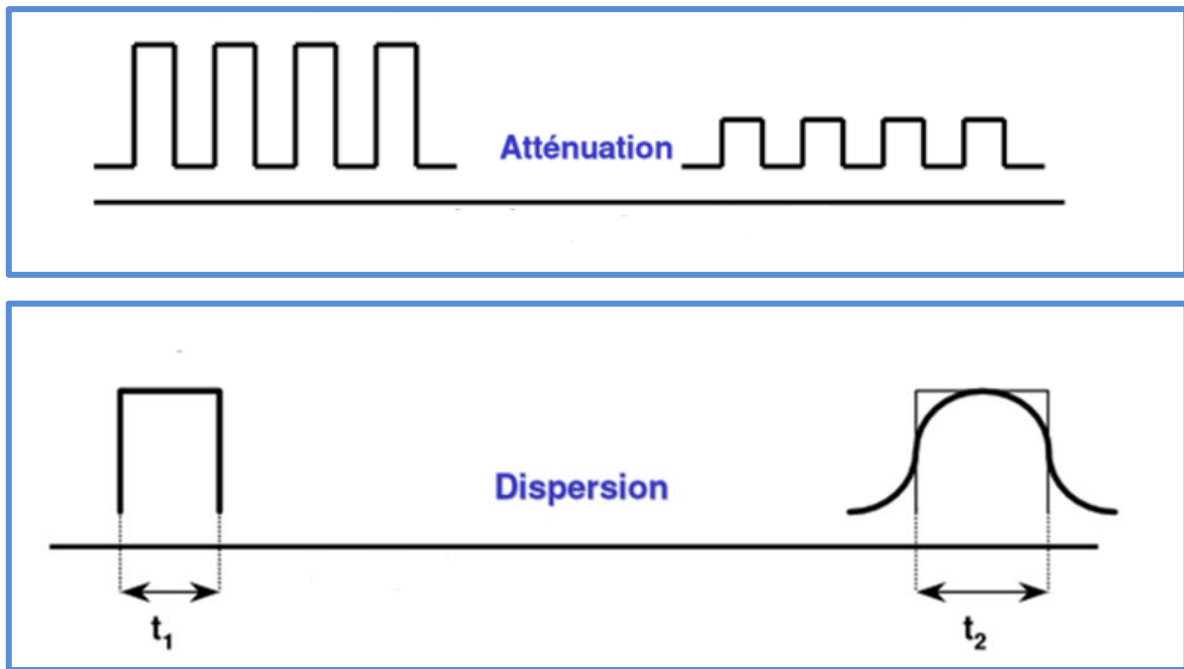 Atténuation
Dispersion
t₁
t₂